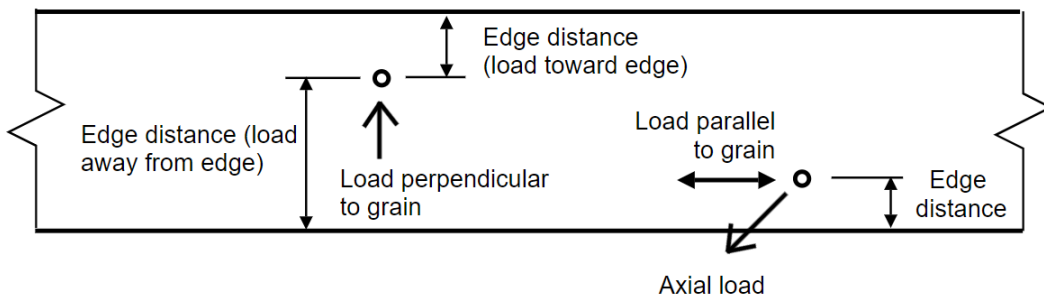 Edge distance
(load toward edge)
Edge distance (load
away from edge)
Load perpendicular
to grain
Load parallel
to grain
Edge
distance
Axial load